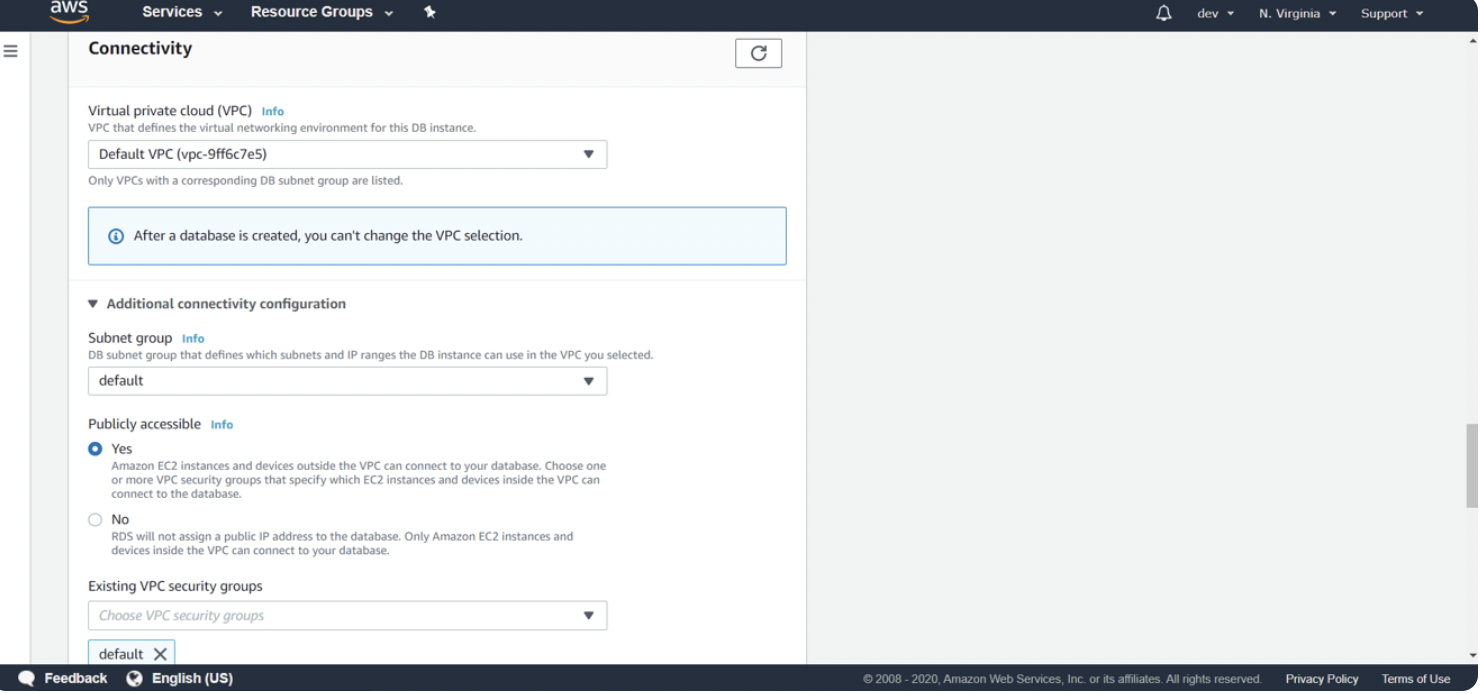 aws Services Resource Groups dev N. Virginia Support
Connectivity
Virtual private cloud (VPC) Info
VPC that defines the virtual networking environment for this DB instance.
Default VPC (vpc-9ff6c7e5)
Only VPCs with a corresponding DB subnet group are listed.
After a database is created, you can't change the VPC selection.
Additional connectivity configuration
Subnet group Info
DB subnet group that defines which subnets and IP ranges the DB instance can use in the VPC you selected.
default
Publicly accessible Info
Yes
Amazon EC2 instances and devices outside the VPC can connect to your database. Choose one
or more VPC security groups that specify which EC2 instances and devices inside the VPC can
connect to the database.
No
RDS will not assign a public IP address to the database. Only Amazon EC2 instances and
devices inside the VPC can connect to your database.
Existing VPC security groups
Choose VPC security groups
default
Feedback English (US) © 2008 - 2020, Amazon Web Services, Inc. or its affiliates. All rights reserved. Privacy Policy Terms of Use